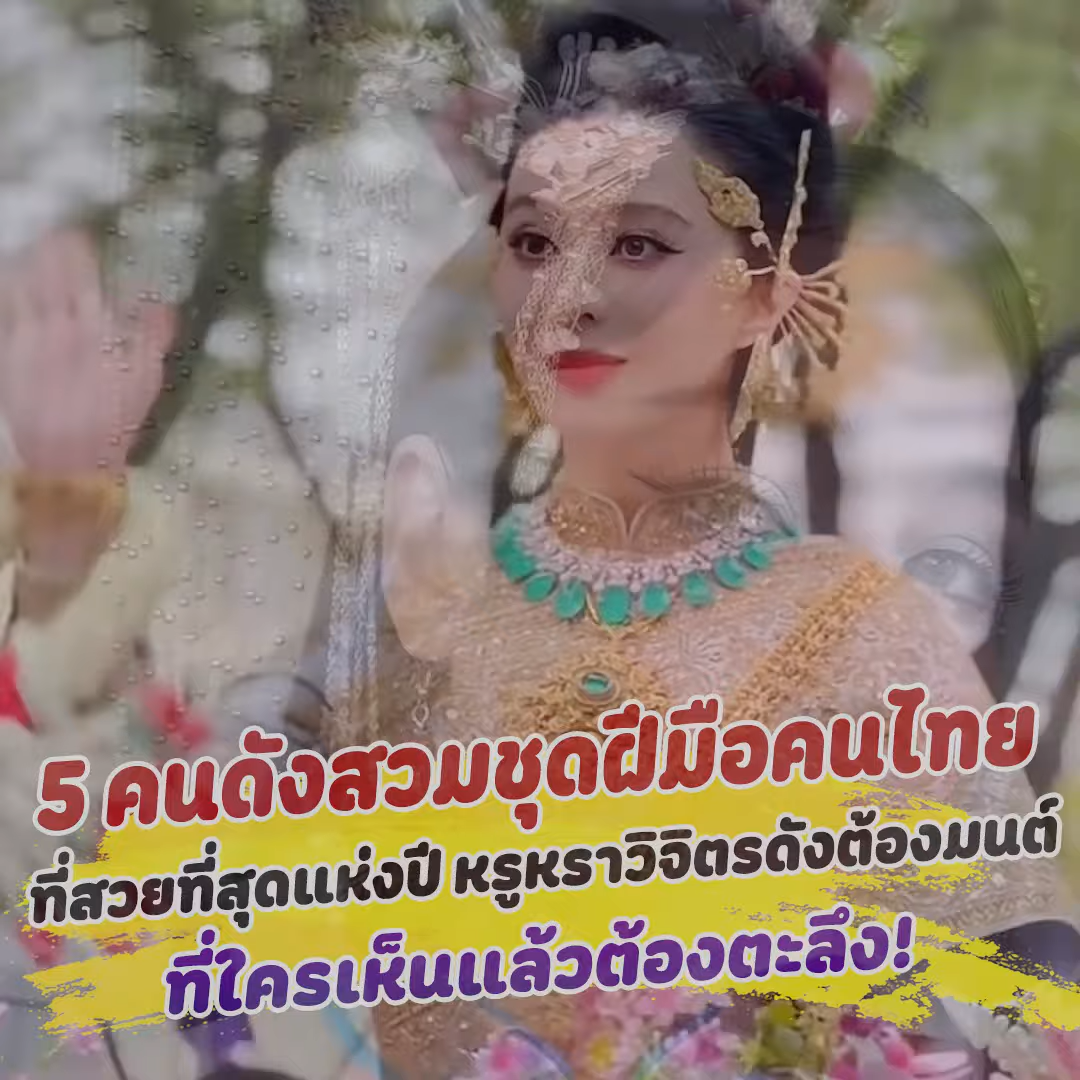 5 คนดังสวมชุดฝีมือคนไทย
ที่สวยที่สุดแห่งปี หรูหราวิจิตรดังต้องมนต์
ที่ใครเห็นแล้วต้องตะลึง!